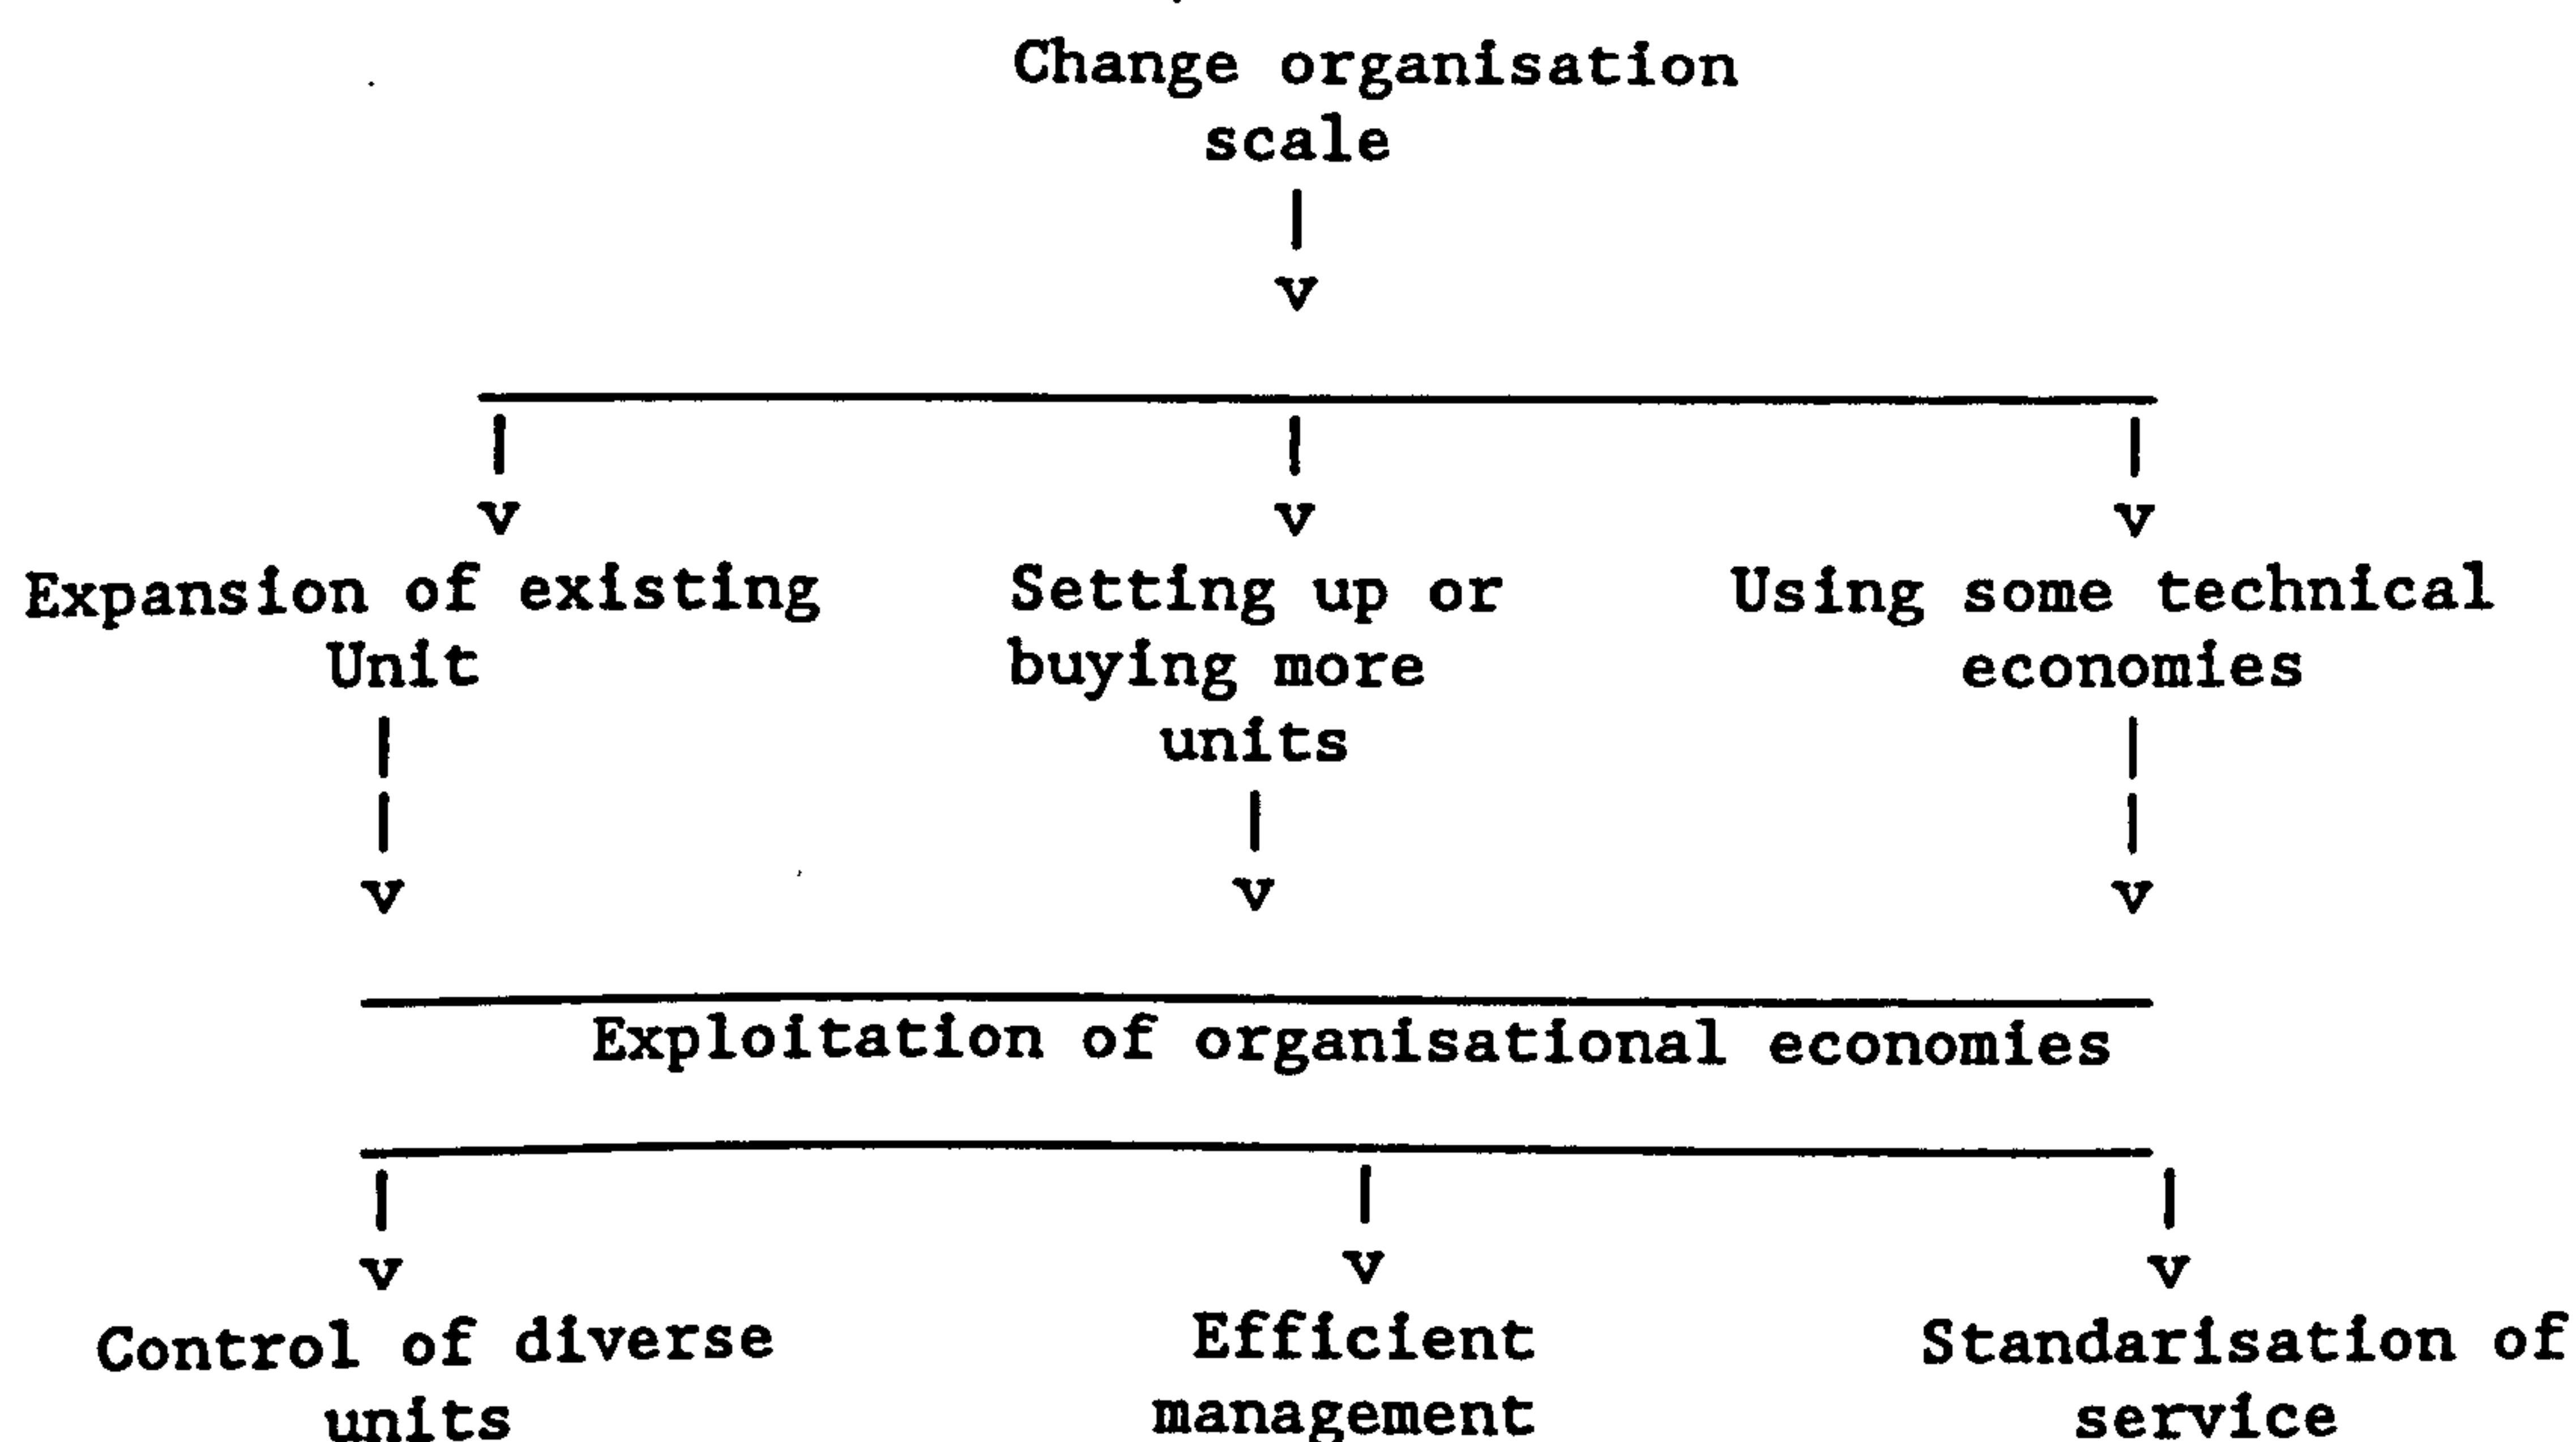 Change organisation
scale
Expansion of existing
Unit
Setting up or
buying more
units
Using some technical
economies
Exploitation of organisational economies
Control of diverse
units
Efficient
management
Standarisation of
service